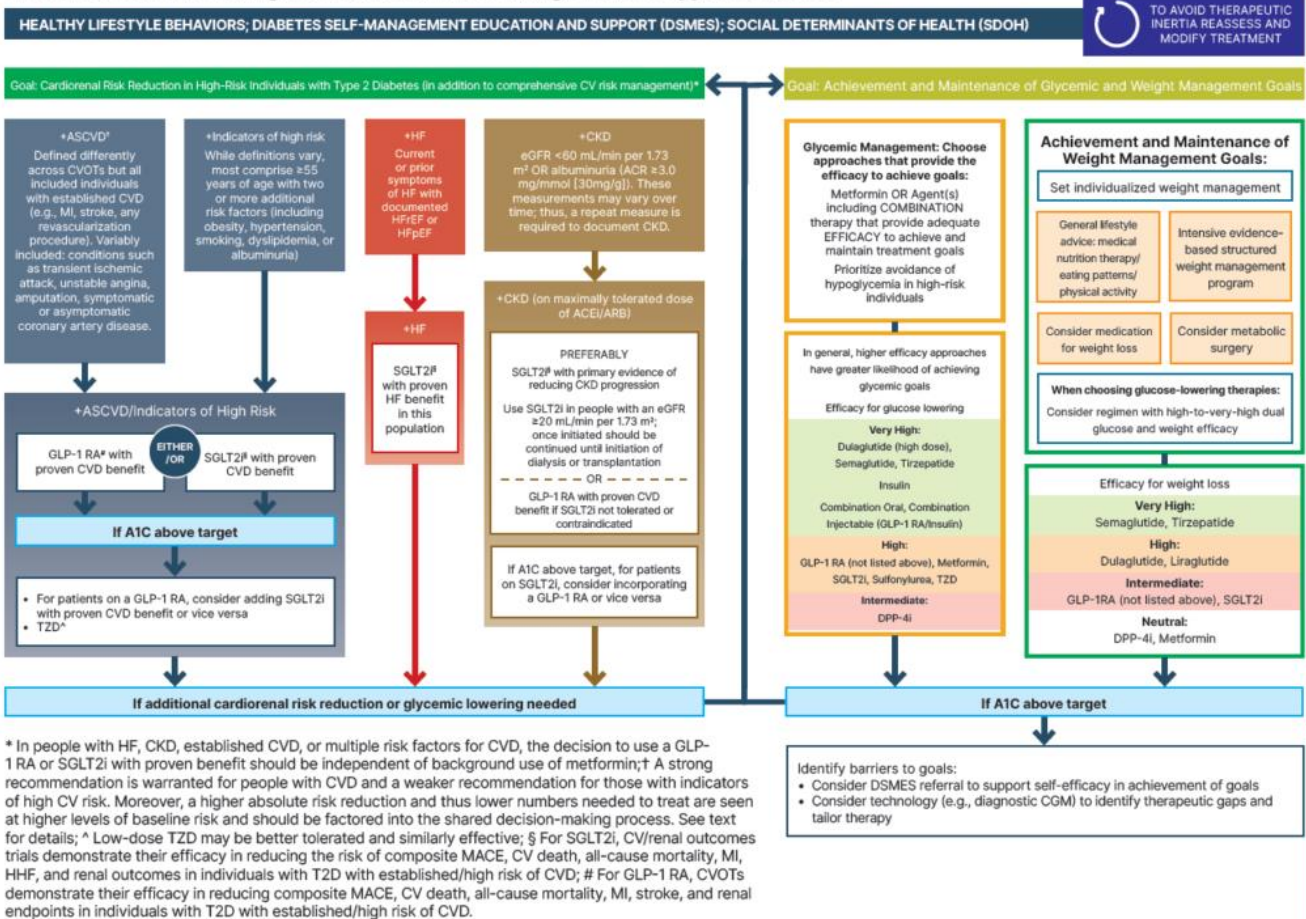 HEALTHY LIFESTYLE BEHAVIORS; DIABETES SELF-MANAGEMENT EDUCATION AND SUPPORT (DSMES); SOCIAL DETERMINANTS OF HEALTH (SDOH)
TO AVOID THERAPEUTIC
INERTIA REASSESS AND
MODIFY TREATMENT
Goal: Cardiorenal Risk Reduction in High-Risk Individuals with Type 2 Diabetes (in addition to comprehensive CV risk management)*
Goal: Achievement and Maintenance of Glycemic and Weight Management Goals
+ASCVD†
Defined differently
across CVOTs but all
included individuals
with established CVD
(e.g., MI, stroke, any
revascularization
procedure). Variably
included: conditions such
as transient ischemic
attack, unstable angina,
amputation, symptomatic
or asymptomatic
coronary artery disease.
+Indicators of high risk
While definitions vary,
most comprise ≥55
years of age with two
or more additional
risk factors (including
obesity, hypertension,
smoking, dyslipidemia, or
albuminuria)
+ASCVD/Indicators of High Risk
GLP-1 RA# with
proven CVD benefit
EITHER
/OR
SGLT2i§ with proven
CVD benefit
If A1C above target
• For patients on a GLP-1 RA, consider adding SGLT2i
with proven CVD benefit or vice versa
• TZD^
+HF
Current
or prior
symptoms
of HF with
documented
HFrEF or
HFpEF
+HF
SGLT2i§
with proven
HF benefit
in this
population
+CKD
eGFR <60 mL/min per 1.73
m² OR albuminuria (ACR ≥3.0
mg/mmol [30mg/g]). These
measurements may vary over
time; thus, a repeat measure is
required to document CKD.
+CKD (on maximally tolerated dose
of ACEi/ARB)
PREFERABLY
SGLT2i§ with primary evidence of
reducing CKD progression
Use SGLT2i in people with an eGFR
≥20 mL/min per 1.73 m²;
once initiated should be
continued until initiation of
dialysis or transplantation
OR
GLP-1 RA with proven CVD
benefit if SGLT2i not tolerated or
contraindicated
If A1C above target, for patients
on SGLT2i, consider incorporating
a GLP-1 RA or vice versa
If additional cardiorenal risk reduction or glycemic lowering needed
Glycemic Management: Choose
approaches that provide the
efficacy to achieve goals:
Metformin OR Agent(s)
including COMBINATION
therapy that provide adequate
EFFICACY to achieve and
maintain treatment goals
Prioritize avoidance of
hypoglycemia in high-risk
individuals
In general, higher efficacy approaches
have greater likelihood of achieving
glycemic goals
Efficacy for glucose lowering
Very High:
Dulaglutide (high dose),
Semaglutide, Tirzepatide
Insulin
Combination Oral, Combination
Injectable (GLP-1 RA/Insulin)
High:
GLP-1 RA (not listed above), Metformin,
SGLT2i, Sulfonylurea, TZD
Intermediate:
DPP-4i
Achievement and Maintenance of
Weight Management Goals:
Set individualized weight management
General lifestyle
advice: medical
nutrition therapy/
eating patterns/
physical activity
Intensive evidence-
based structured
weight management
program
Consider medication
for weight loss
Consider metabolic
surgery
When choosing glucose-lowering therapies:
Consider regimen with high-to-very-high dual
glucose and weight efficacy
Efficacy for weight loss
Very High:
Semaglutide, Tirzepatide
High:
Dulaglutide, Liraglutide
Intermediate:
GLP-1RA (not listed above), SGLT2i
Neutral:
DPP-4i, Metformin
If A1C above target
Identify barriers to goals:
• Consider DSMES referral to support self-efficacy in achievement of goals
• Consider technology (e.g., diagnostic CGM) to identify therapeutic gaps and
tailor therapy
* In people with HF, CKD, established CVD, or multiple risk factors for CVD, the decision to use a GLP-
1 RA or SGLT2i with proven benefit should be independent of background use of metformin;† A strong
recommendation is warranted for people with CVD and a weaker recommendation for those with indicators
of high CV risk. Moreover, a higher absolute risk reduction and thus lower numbers needed to treat are seen
at higher levels of baseline risk and should be factored into the shared decision-making process. See text
for details; ^ Low-dose TZD may be better tolerated and similarly effective; § For SGLT2i, CV/renal outcomes
trials demonstrate their efficacy in reducing the risk of composite MACE, CV death, all-cause mortality, MI,
HHF, and renal outcomes in individuals with T2D with established/high risk of CVD; # For GLP-1 RA, CVOTs
demonstrate their efficacy in reducing composite MACE, CV death, all-cause mortality, MI, stroke, and renal
endpoints in individuals with T2D with established/high risk of CVD.